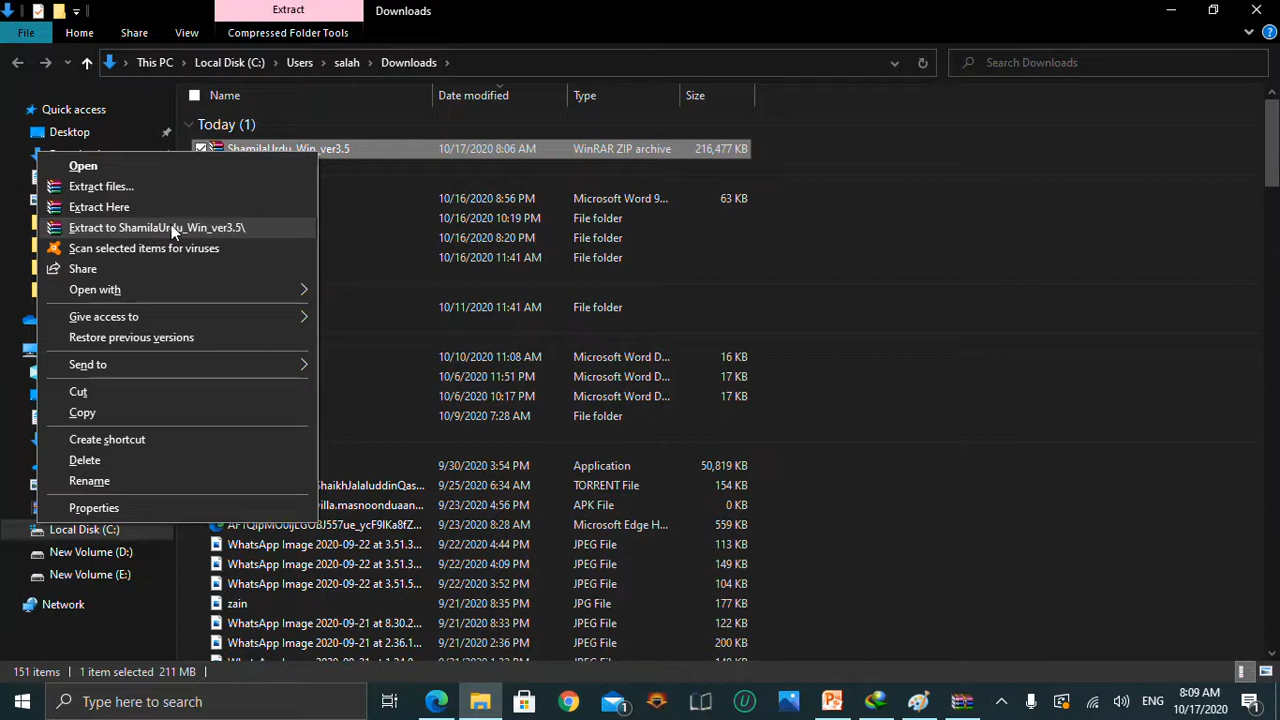 Extract
Downloads
File
Home
Share
View
Compressed Folder Tools
This PC
Local Disk (C:)
Users
salah
Downloads
Search Downloads
Name
Date modified
Type
Size
Quick access
Desktop
Today (1)
ShamilaUrdu_Win_ver3.5
10/17/2020 8:06 AM
WinRAR ZIP archive
216,477 KB
Open
Extract files...
Extract Here
Extract to ShamilaUrdu_Win_ver3.5\
Scan selected items for viruses
Share
Open with
Give access to
Restore previous versions
Send to
Cut
Copy
Create shortcut
Delete
Rename
Properties
10/16/2020 8:56 PM Microsoft Word 9... 63 KB
10/16/2020 10:19 PM File folder
10/16/2020 8:20 PM File folder
10/16/2020 11:41 AM File folder
10/11/2020 11:41 AM File folder
10/10/2020 11:08 AM Microsoft Word D... 16 KB
10/6/2020 11:51 PM Microsoft Word D... 17 KB
10/6/2020 10:17 PM Microsoft Word D... 17 KB
10/9/2020 7:28 AM File folder
9/30/2020 3:54 PM Application 50,819 KB
ShaikhJalaluddinQas... 9/25/2020 6:34 AM TORRENT File 154 KB
villa.masnoonduaan... 9/23/2020 4:56 PM APK File 0 KB
9/23/2020 8:28 AM Microsoft Edge H... 559 KB
WhatsApp Image 2020-09-22 at 3.51.3... 9/22/2020 4:44 PM JPEG File 113 KB
WhatsApp Image 2020-09-22 at 3.51.5... 9/22/2020 4:09 PM JPEG File 149 KB
WhatsApp Image 2020-09-22 at 3.51.5... 9/22/2020 3:52 PM JPEG File 104 KB
zain 9/21/2020 8:35 PM JPG File 177 KB
WhatsApp Image 2020-09-21 at 8.30.2... 9/21/2020 8:33 PM JPEG File 122 KB
WhatsApp Image 2020-09-21 at 2.36.1... 9/21/2020 2:36 PM JPEG File 200 KB
Local Disk (C:)
New Volume (D:)
New Volume (E:)
Network
151 items
1 item selected 211 MB
Type here to search
1
ENG
8:09 AM
10/17/2020
1